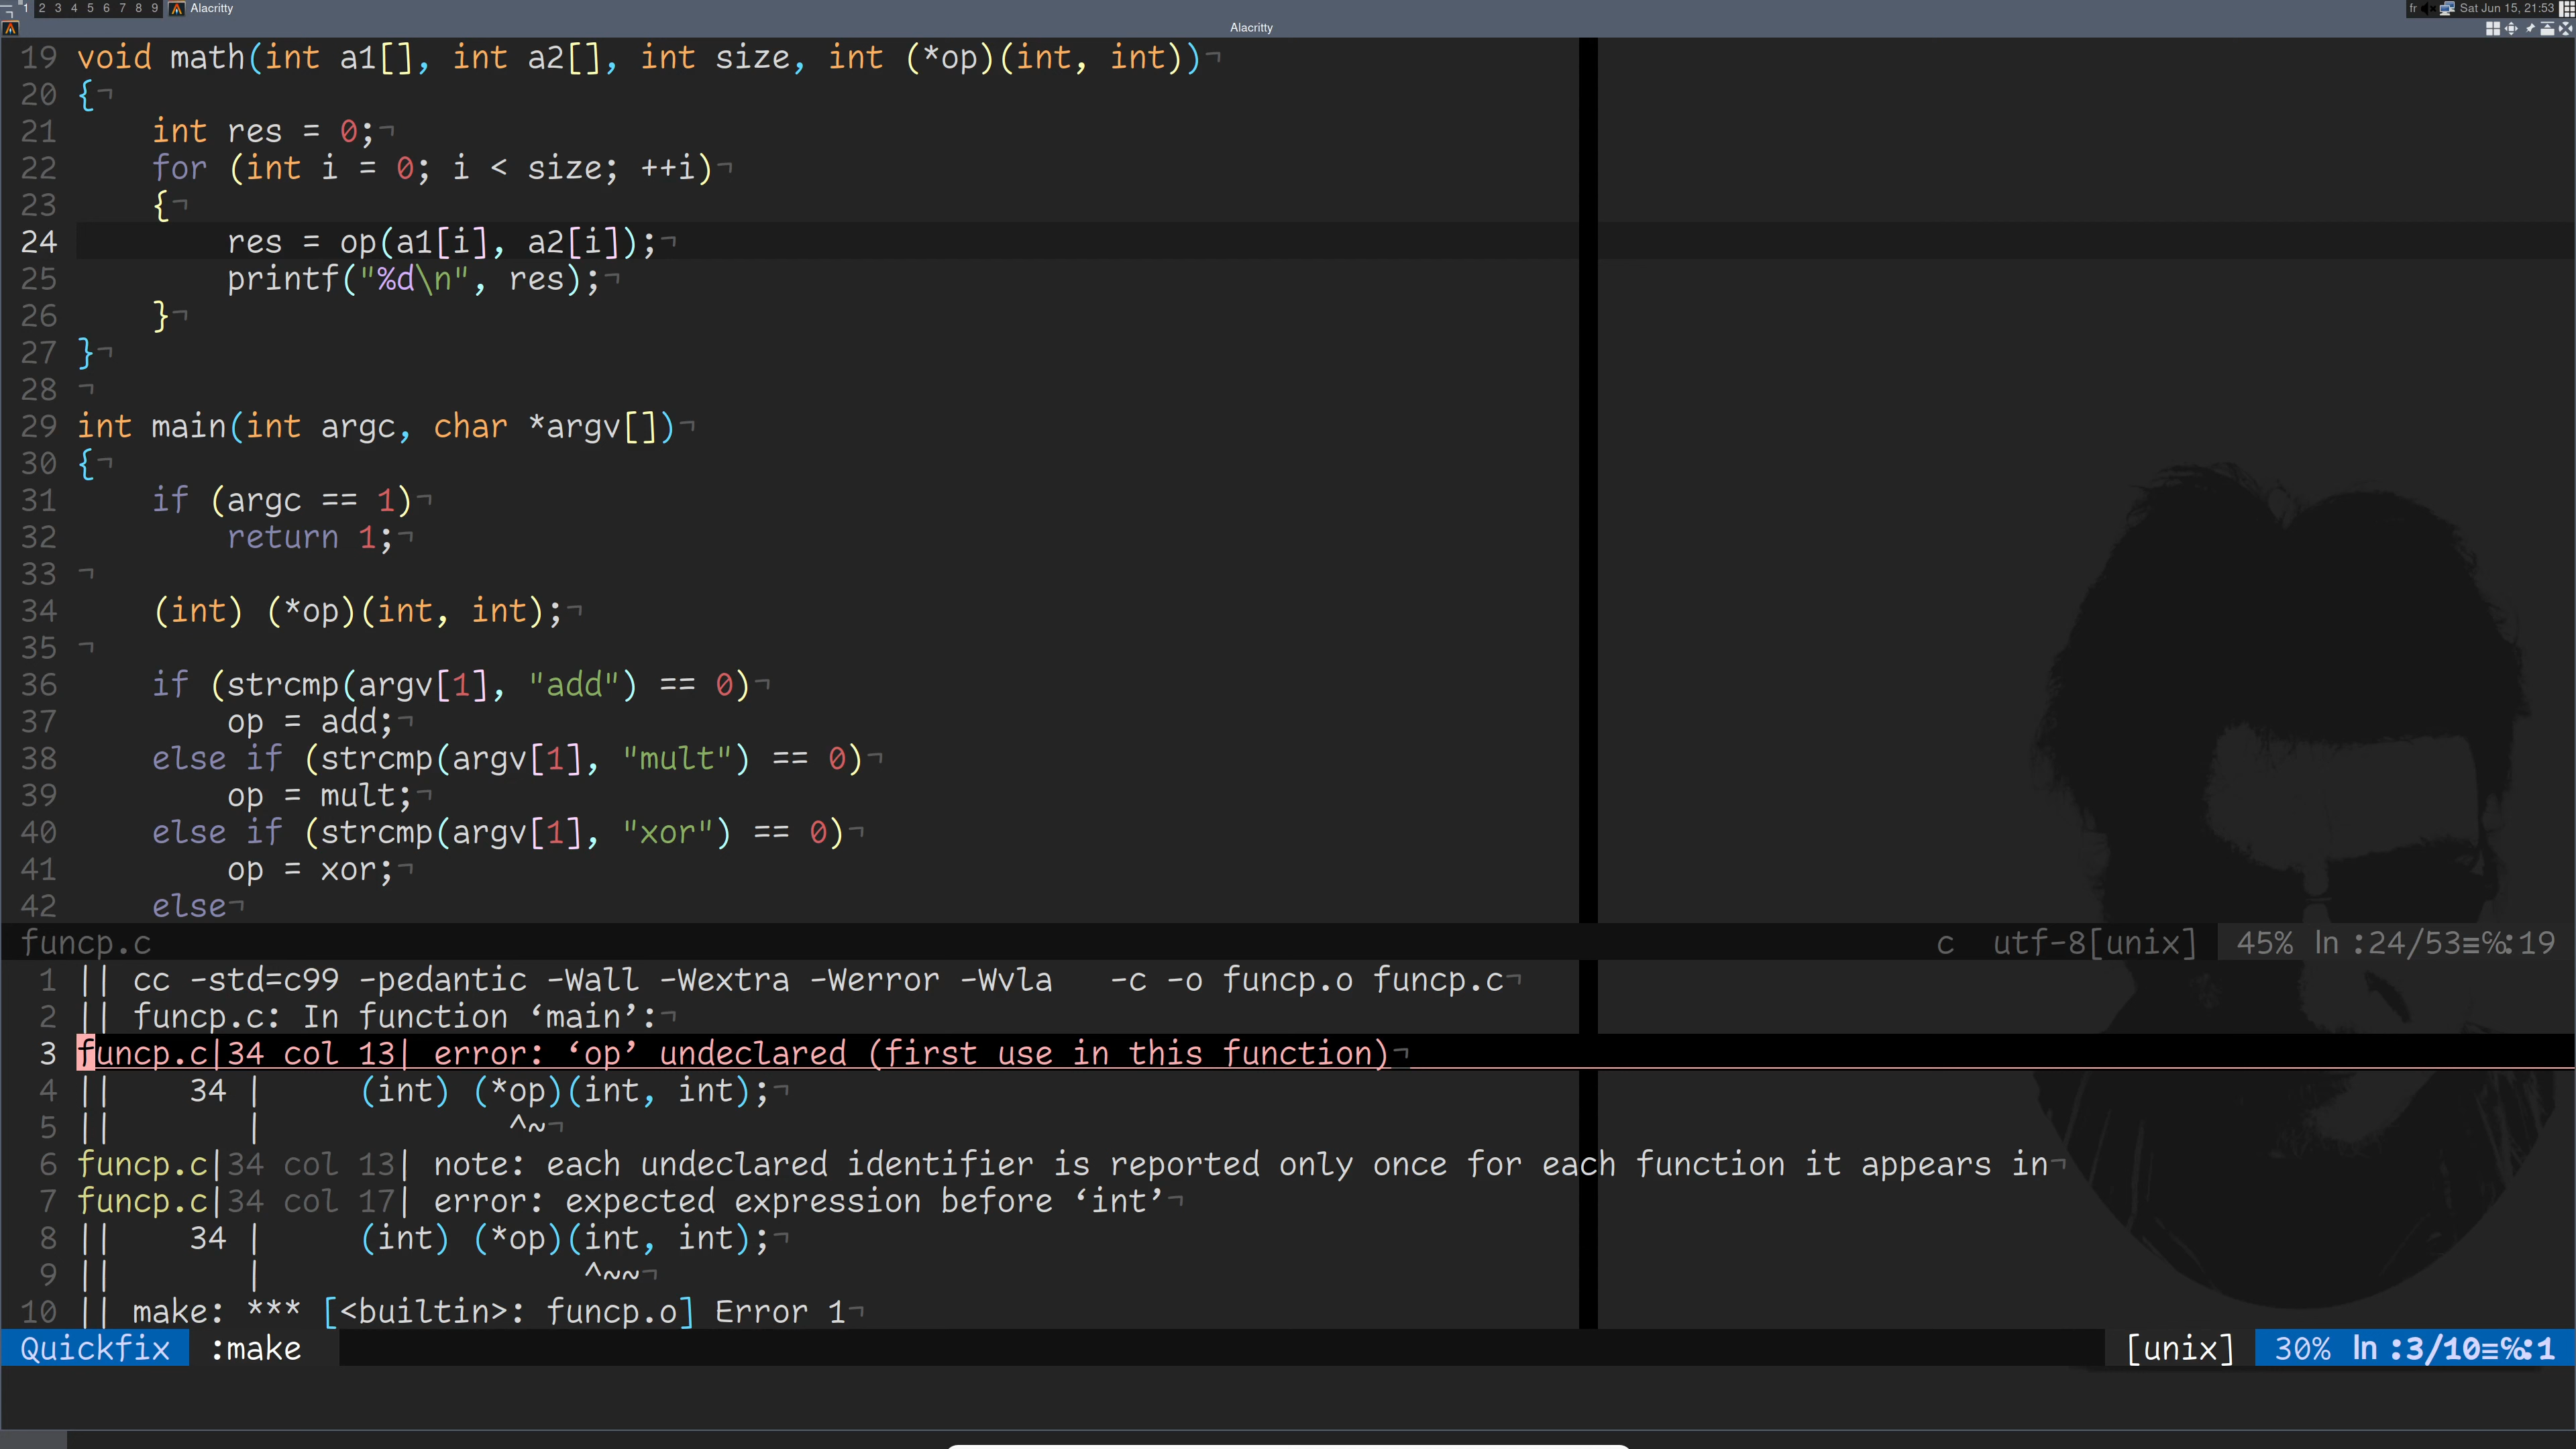 1 2 3 4 5 6 7 8 9 Alacritty fr Sat Jun 15, 21:53
Alacritty
19 void math(int a1[], int a2[], int size, int (*op)(int, int))¬
20 {¬
21     int res = 0;¬
22     for (int i = 0; i < size; ++i)¬
23     {¬
24         res = op(a1[i], a2[i]);¬
25         printf("%d\n", res);¬
26     }¬
27 }¬
28 ¬
29 int main(int argc, char *argv[])¬
30 {¬
31     if (argc == 1)¬
32         return 1;¬
33 ¬
34     (int) (*op)(int, int);¬
35 ¬
36     if (strcmp(argv[1], "add") == 0)¬
37         op = add;¬
38     else if (strcmp(argv[1], "mult") == 0)¬
39         op = mult;¬
40     else if (strcmp(argv[1], "xor") == 0)¬
41         op = xor;¬
42     else¬
funcp.c c utf-8[unix] 45% ln :24/53≡℅:19
1 || cc -std=c99 -pedantic -Wall -Wextra -Werror -Wvla   -c -o funcp.o funcp.c¬
2 || funcp.c: In function ‘main’:¬
3 funcp.c|34 col 13| error: ‘op’ undeclared (first use in this function)¬
4 ||    34 |     (int) (*op)(int, int);¬
5 ||       |             ^~¬
6 funcp.c|34 col 13| note: each undeclared identifier is reported only once for each function it appears in¬
7 funcp.c|34 col 17| error: expected expression before ‘int’¬
8 ||    34 |     (int) (*op)(int, int);¬
9 ||       |                 ^~~¬
10 || make: *** [<builtin>: funcp.o] Error 1¬
Quickfix :make [unix] 30% ln :3/10≡℅:1